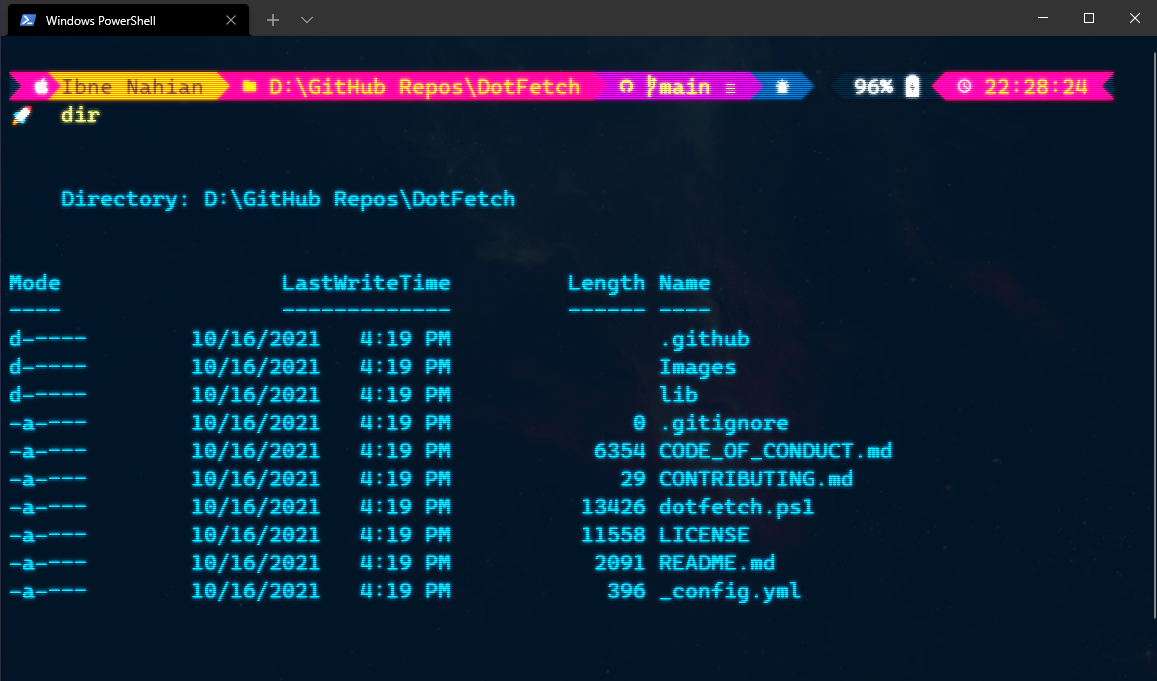 Windows PowerShell
Ibne Nahian D:\GitHub Repos\DotFetch main ≡ 96% 22:28:24
dir
Directory: D:\GitHub Repos\DotFetch
Mode LastWriteTime Length Name
---- ------------- ------ ----
d----- 10/16/2021 4:19 PM .github
d----- 10/16/2021 4:19 PM Images
d----- 10/16/2021 4:19 PM lib
-a---- 10/16/2021 4:19 PM 0 .gitignore
-a---- 10/16/2021 4:19 PM 6354 CODE_OF_CONDUCT.md
-a---- 10/16/2021 4:19 PM 29 CONTRIBUTING.md
-a---- 10/16/2021 4:19 PM 13426 dotfetch.ps1
-a---- 10/16/2021 4:19 PM 11558 LICENSE
-a---- 10/16/2021 4:19 PM 2091 README.md
-a---- 10/16/2021 4:19 PM 396 _config.yml